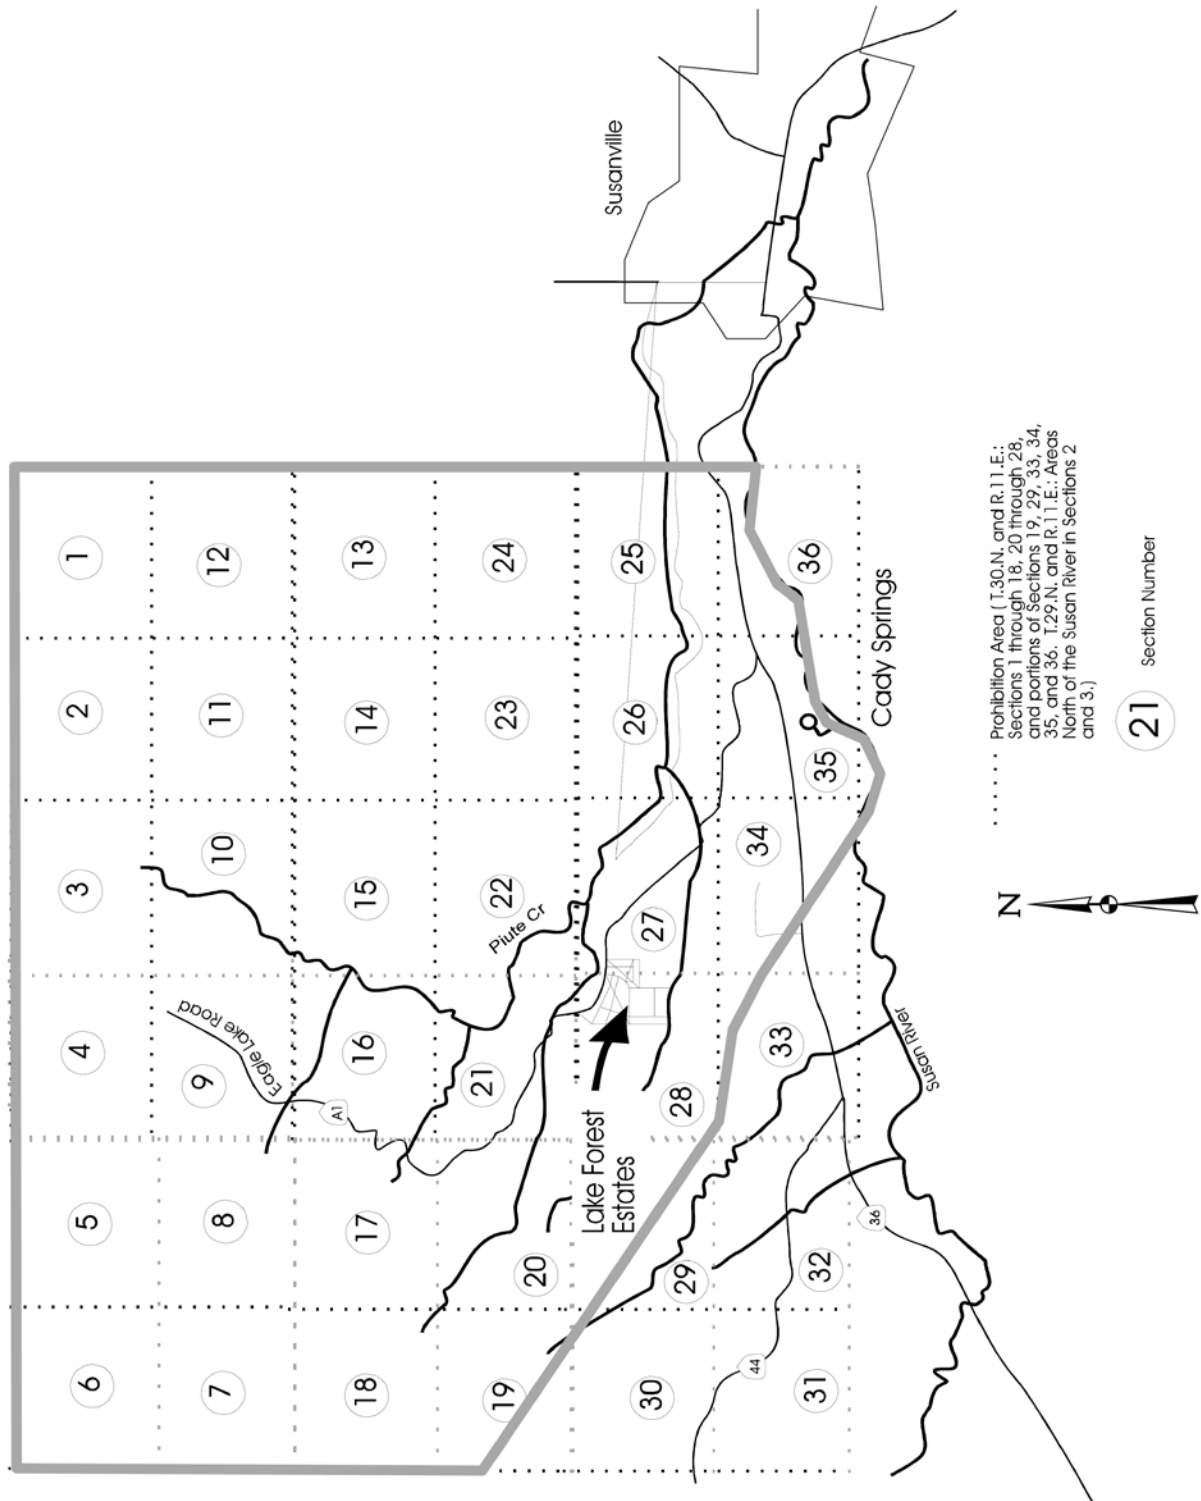 Susanville
1
2
3
4
5
6
12
11
10
9
8
7
Eagle Lake Road
13
14
15
16
17
18
A1
24
23
22
21
20
19
Piute Cr
25
26
27
28
29
30
Lake Forest
Estates
36
35
34
33
32
31
Cady Springs
Susan River
36
44
N
Prohibition Area ( T.30.N. and R.11.E.:
Sections 1 through 18, 20 through 28,
and portions of Sections 19, 29, 33, 34,
35, and 36. T.29.N. and R.11.E.: Areas
North of the Susan River in Sections 2
and 3.)
21
Section Number